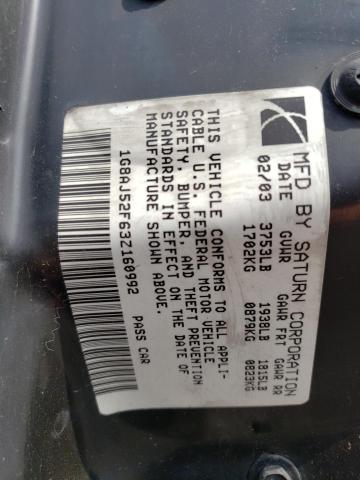 MFD BY SATURN CORPORATION
DATE GVWR GAWR FRT GAWR RR
02/03 3753LB 1938LB 1815LB
1702KG 0879KG 0823KG
THIS VEHICLE CONFORMS TO ALL APPLI-
CABLE U.S. FEDERAL MOTOR VEHICLE
SAFETY, BUMPER, AND THEFT PREVENTION
STANDARDS IN EFFECT ON THE DATE OF
MANUFACTURE SHOWN ABOVE.
1G8AJ52F63Z160992 PASS CAR